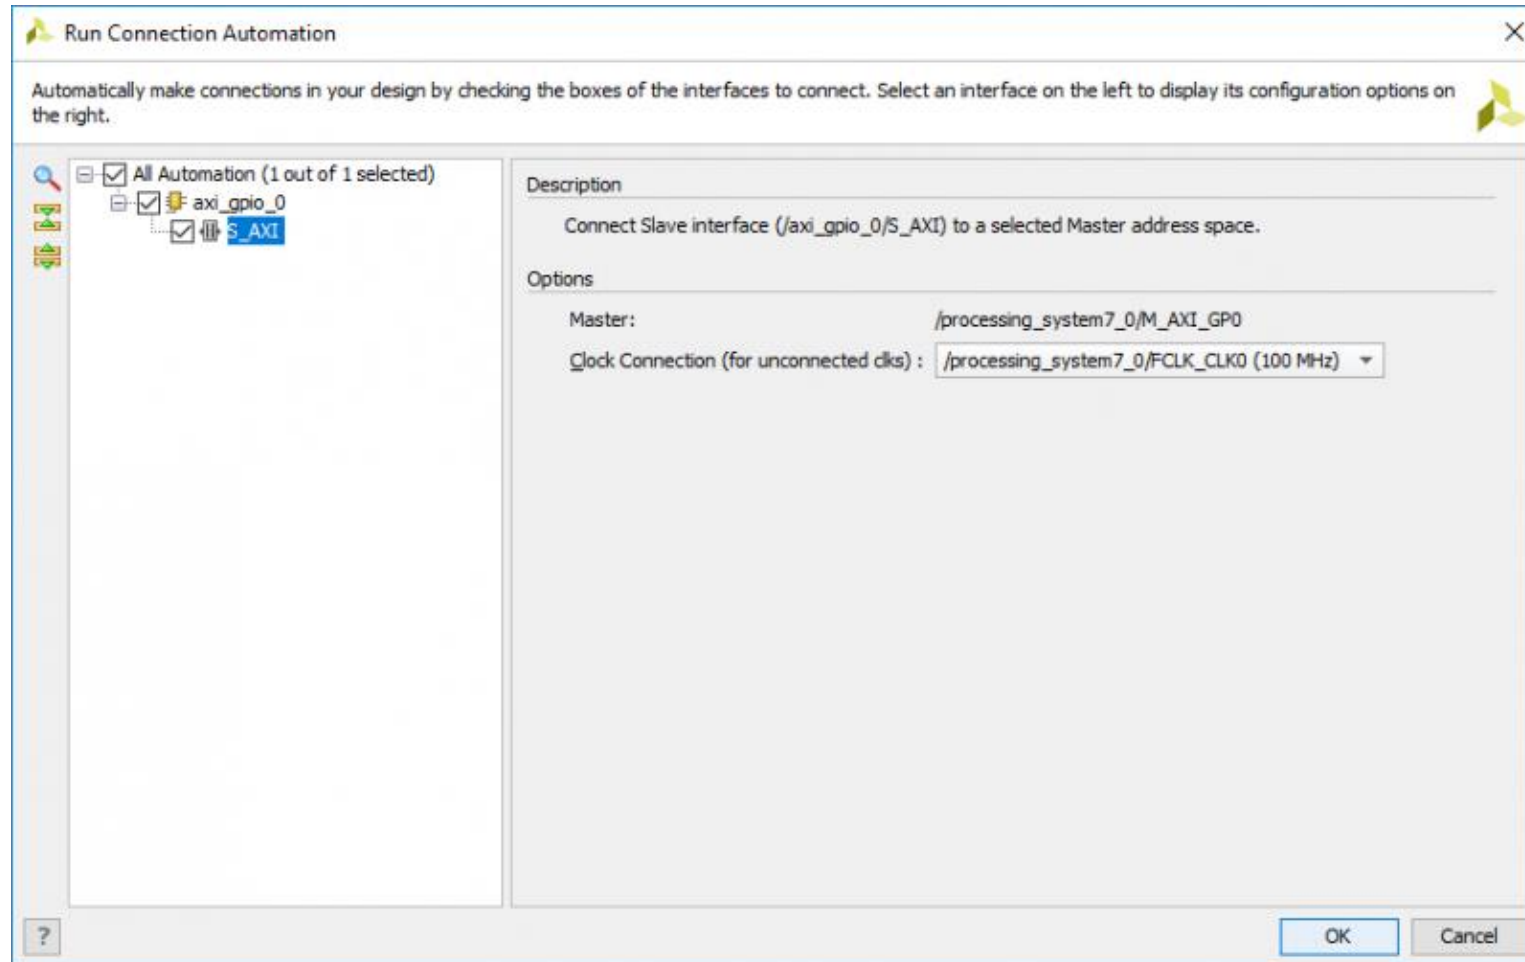 Run Connection Automation
Automatically make connections in your design by checking the boxes of the interfaces to connect. Select an interface on the left to display its configuration options on
the right.
All Automation (1 out of 1 selected)
axi_gpio_0
S_AXI
Description
Connect Slave interface (/axi_gpio_0/S_AXI) to a selected Master address space.
Options
Master: /processing_system7_0/M_AXI_GP0
Clock Connection (for unconnected clks) : /processing_system7_0/FCLK_CLK0 (100 MHz)
?
OK Cancel